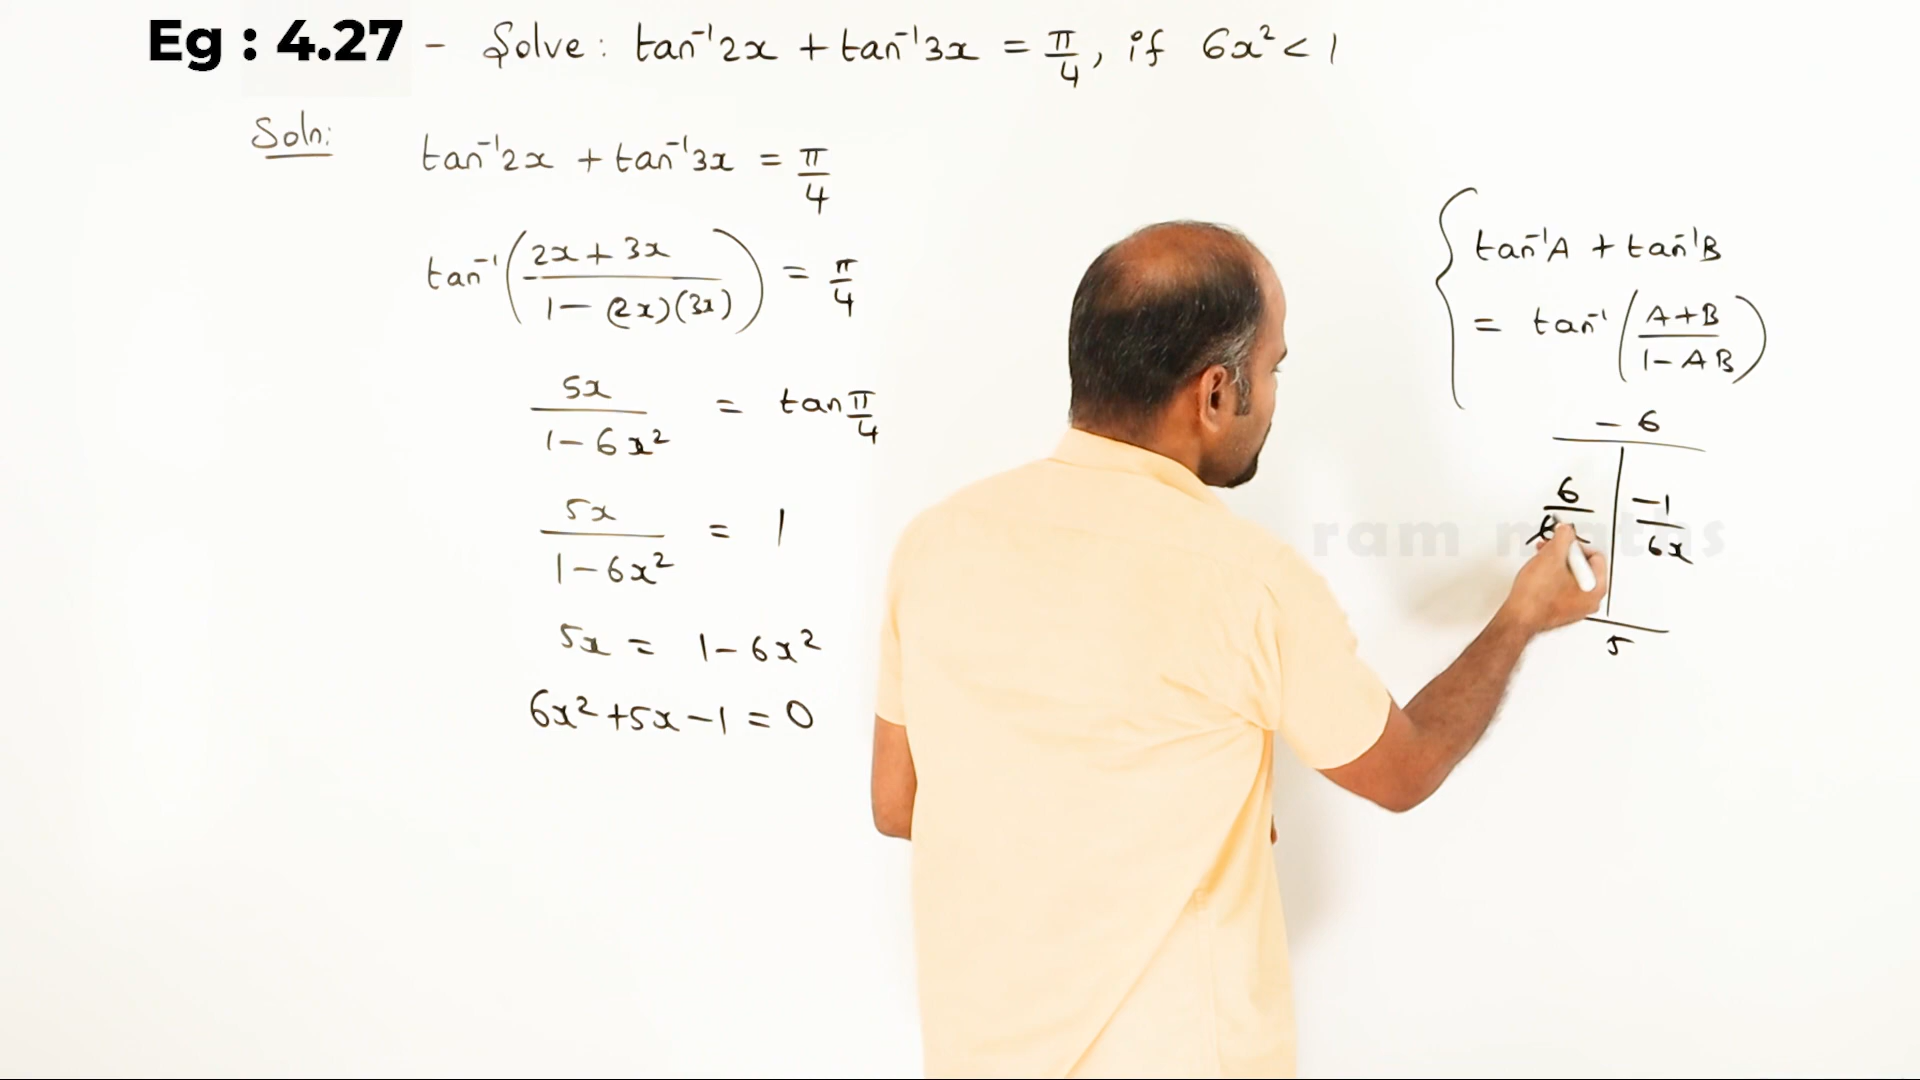 Eg : 4.27 - Solve : tan⁻¹2x + tan⁻¹3x = π/4, if 6x² < 1
Soln:
tan⁻¹2x + tan⁻¹3x = π/4
tan⁻¹(2x + 3x / 1 - (2x)(3x)) = π/4
5x / 1 - 6x² = tan π/4
5x / 1 - 6x² = 1
5x = 1 - 6x²
6x² + 5x - 1 = 0
tan⁻¹A + tan⁻¹B
= tan⁻¹(A+B / 1 - AB)
- 6
6
-1 / 6x
5
ram maths